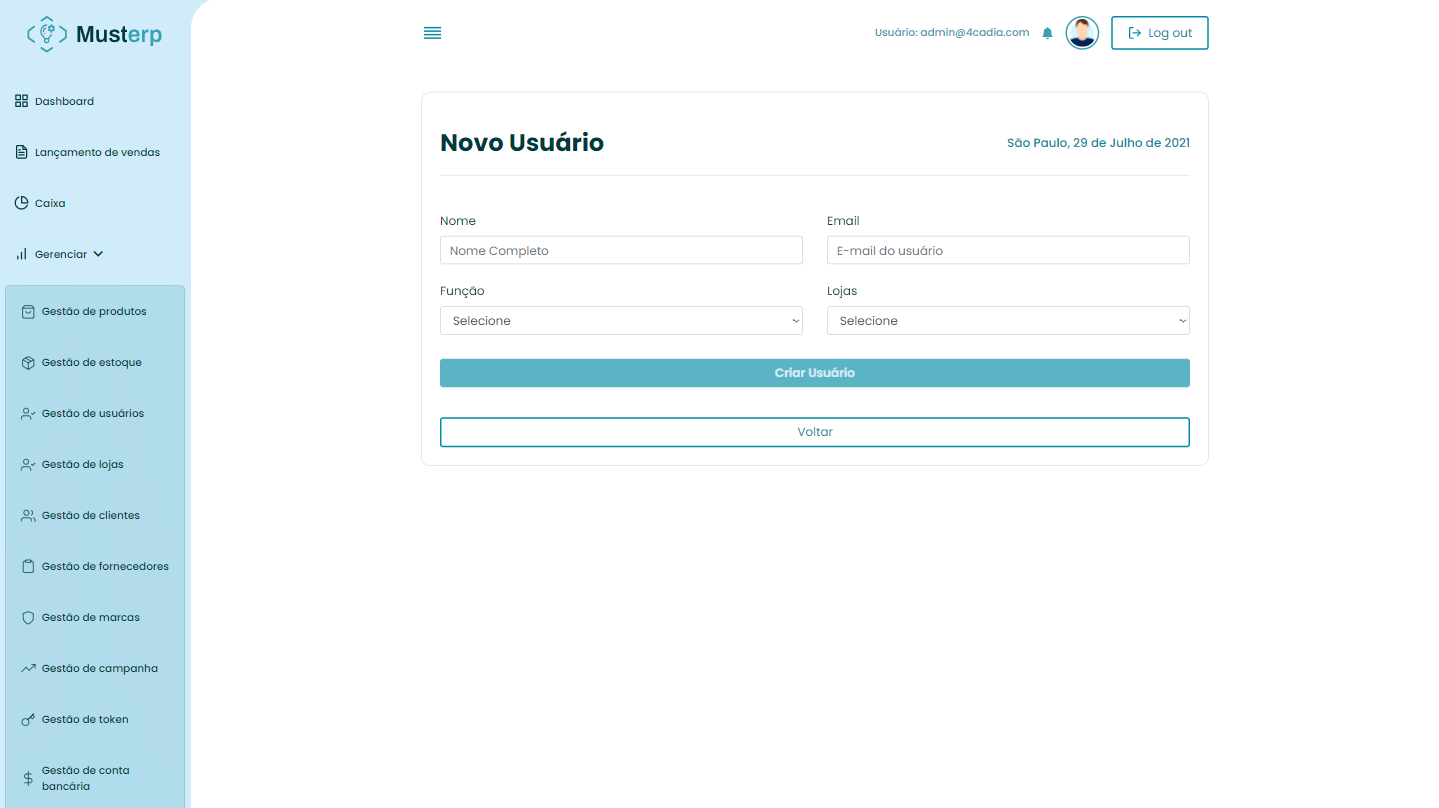 Musterp
Dashboard
Lançamento de vendas
Caixa
Gerenciar
Gestão de produtos
Gestão de estoque
Gestão de usuários
Gestão de lojas
Gestão de clientes
Gestão de fornecedores
Gestão de marcas
Gestão de campanha
Gestão de token
Gestão de conta
bancária
Usuário: admin@4cadia.com
Log out
Novo Usuário
São Paulo, 29 de Julho de 2021
Nome
Nome Completo
Email
E-mail do usuário
Função
Selecione
Lojas
Selecione
Criar Usuário
Voltar